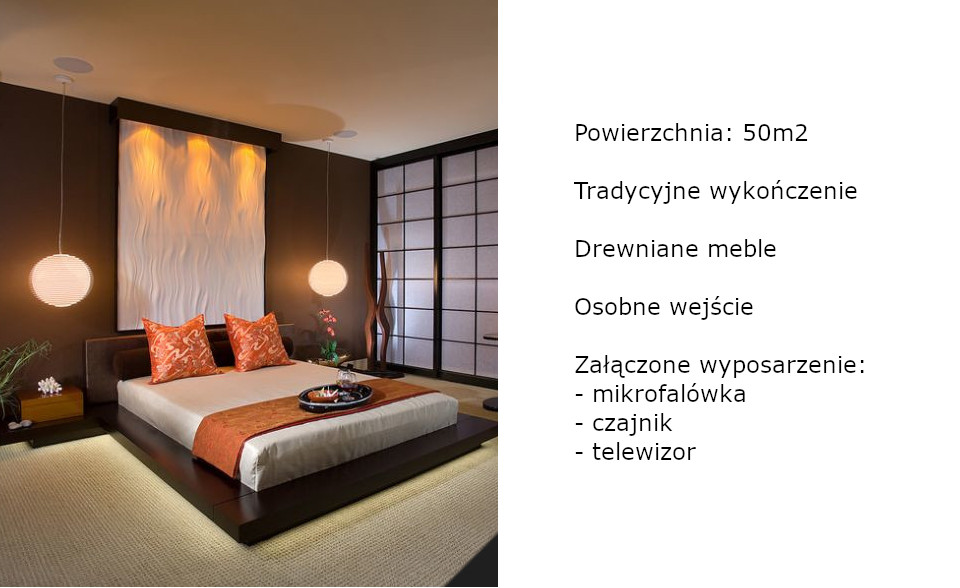 Powierzchnia: 50m2
Tradycyjne wykończenie
Drewniane meble
Osobne wejście
Załączone wyposarzenie:
- mikrofalówka
- czajnik
- telewizor